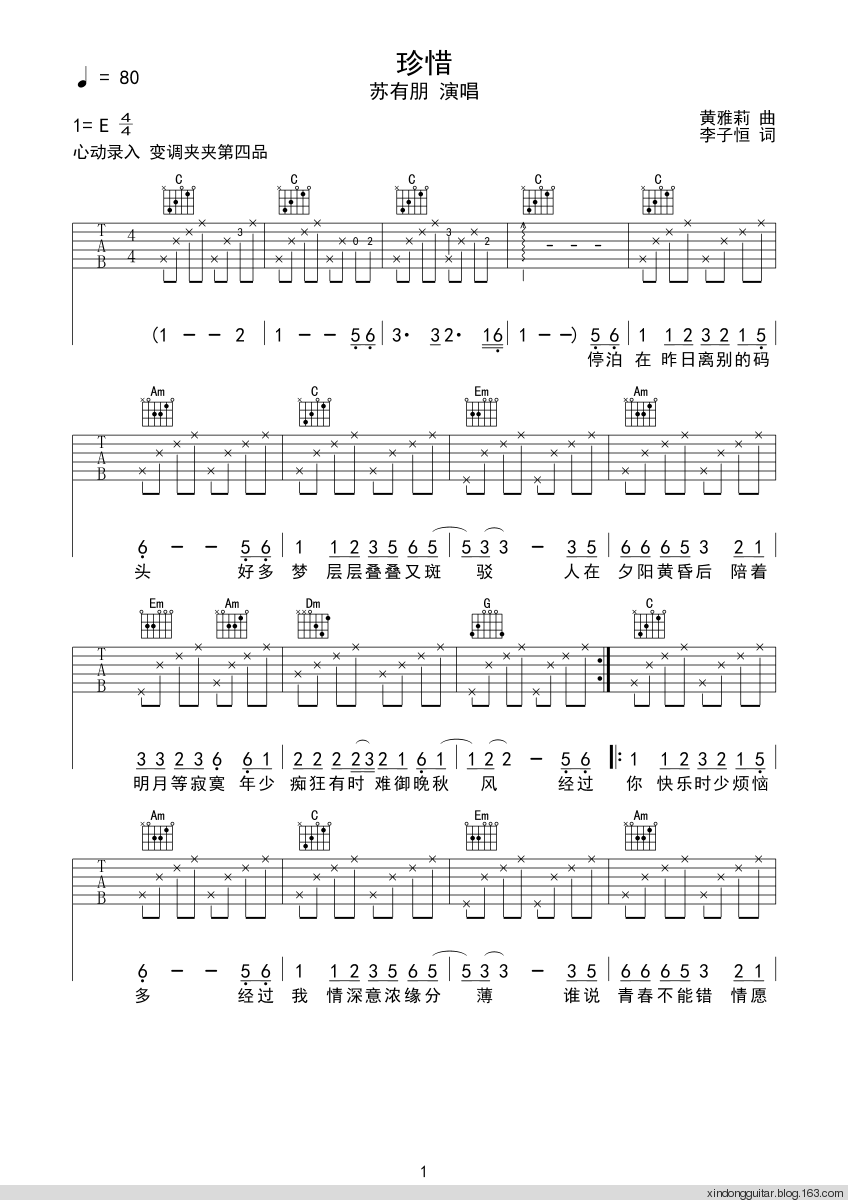 珍惜
♩ = 80
苏有朋 演唱
1= E 4/4
黄雅莉 曲
李子恒 词
心动录入 变调夹夹第四品
C C C C C
T A B 4 4 3 0 2 3 2
(1 - - 2 | 1 - - 5 6 | 3· 3 2· 1 6 | 1 - -) 5 6 | 1 1 2 3 2 1 5 |
停泊 在 昨日离别的码
Am C Em Am
T A B
6 - - 5 6 | 1 1 2 3 5 6 5 | 5 3 3 - 3 5 | 6 6 6 5 3 2 1 |
头 好多 梦 层层叠叠又斑 驳 人在 夕阳黄昏后 陪着
Em Am Dm G C
T A B
3 3 2 3 6 6 1 | 2 2 2 2 3 2 1 6 1 | 1 2 2 - 5 6 |: 1 1 2 3 2 1 5 |
明月等寂寞 年少 痴狂有时 难御晚秋 风 经过 你 快乐时少烦恼
Am C Em Am
T A B
6 - - 5 6 | 1 1 2 3 5 6 5 | 5 3 3 - 3 5 | 6 6 6 5 3 2 1 |
多 经过 我 情深意浓缘分 薄 谁说 青春不能错 情愿
1
xindongguitar.blog.163.com